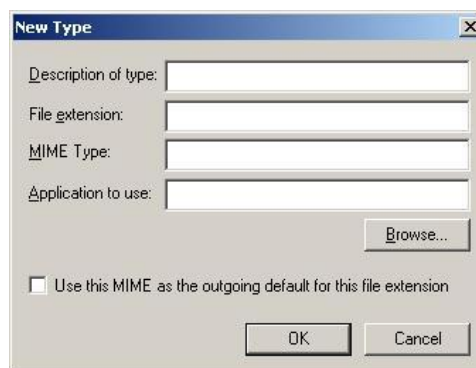 New Type
Description of type:
File extension:
MIME Type:
Application to use:
Browse...
Use this MIME as the outgoing default for this file extension
OK Cancel